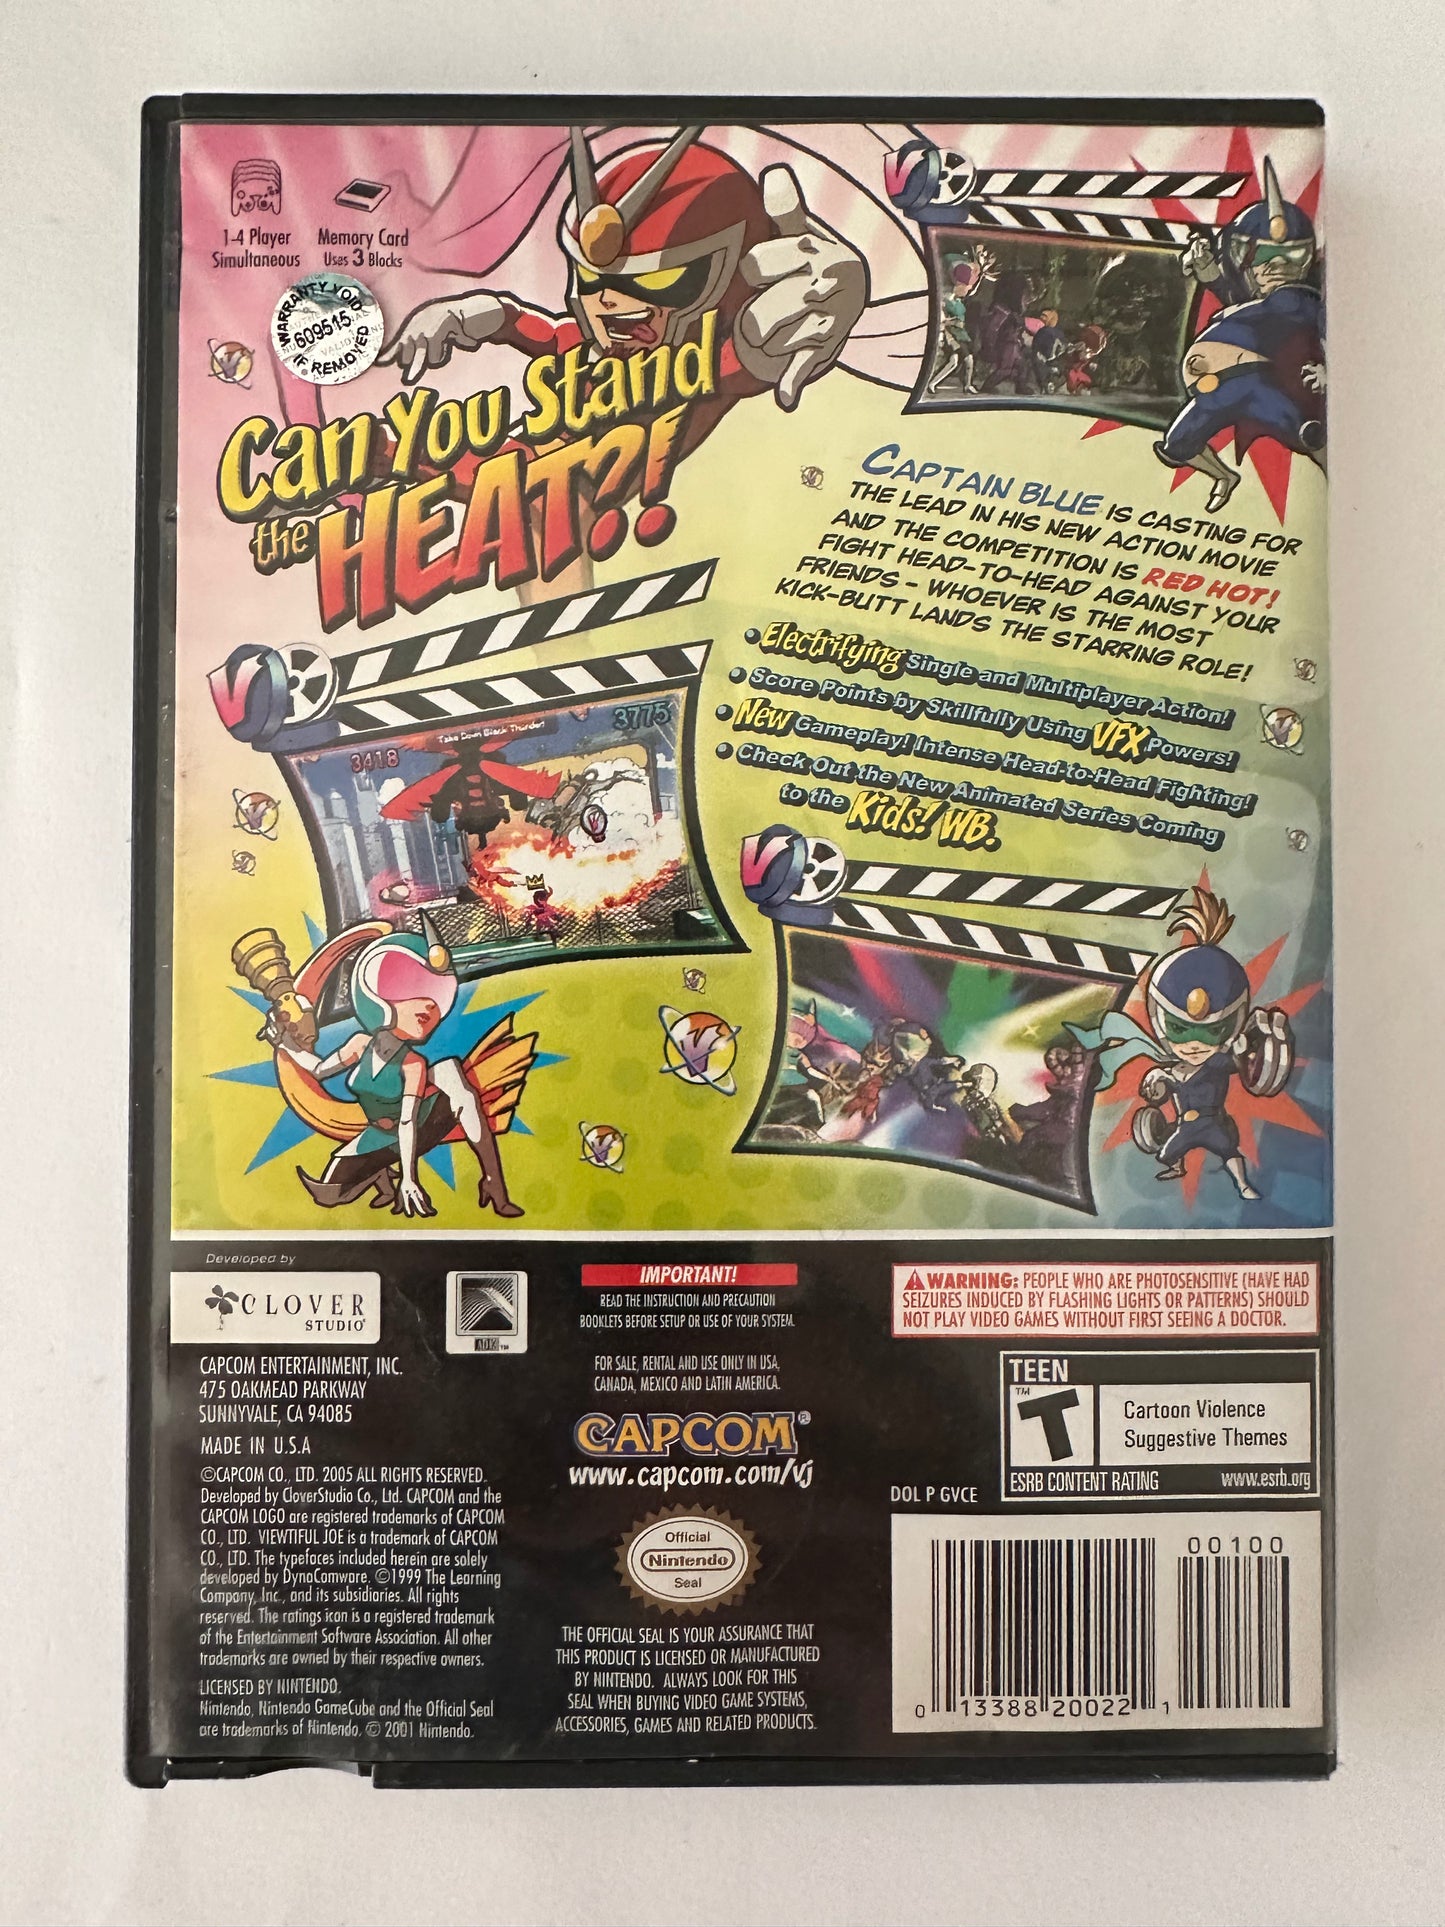 1-4 Player
Simultaneous
Memory Card
Uses 3 Blocks
WARRANTY VOID
609515
IF REMOVED
Can You Stand
the HEAT?!
CAPTAIN BLUE IS CASTING FOR
THE LEAD IN HIS NEW ACTION MOVIE
AND THE COMPETITION IS RED HOT!
FIGHT HEAD-TO-HEAD AGAINST YOUR
FRIENDS - WHOEVER IS THE MOST
KICK-BUTT LANDS THE STARRING ROLE!
• Electrifying Single and Multiplayer Action!
• Score Points by Skillfully Using VFX Powers!
• New Gameplay! Intense Head-to-Head Fighting!
• Check Out the New Animated Series Coming
to the Kids! WB.
Take Down Black Thunder!
3418
3775
Developed by
CLOVER
STUDIO
CAPCOM ENTERTAINMENT, INC.
475 OAKMEAD PARKWAY
SUNNYVALE, CA 94085
MADE IN U.S.A
©CAPCOM CO., LTD. 2005 ALL RIGHTS RESERVED.
Developed by CloverStudio Co., Ltd. CAPCOM and the
CAPCOM LOGO are registered trademarks of CAPCOM
CO., LTD. VIEWTIFUL JOE is a trademark of CAPCOM
CO., LTD. The typefaces included herein are solely
developed by DynaComware. ©1999 The Learning
Company, Inc., and its subsidiaries. All rights
reserved. The ratings icon is a registered trademark
of the Entertainment Software Association. All other
trademarks are owned by their respective owners.
LICENSED BY NINTENDO.
Nintendo, Nintendo GameCube and the Official Seal
are trademarks of Nintendo. © 2001 Nintendo.
IMPORTANT!
READ THE INSTRUCTION AND PRECAUTION
BOOKLETS BEFORE SETUP OR USE OF YOUR SYSTEM.
FOR SALE, RENTAL AND USE ONLY IN USA,
CANADA, MEXICO AND LATIN AMERICA.
CAPCOM®
www.capcom.com/vj
Official
Nintendo
Seal
THE OFFICIAL SEAL IS YOUR ASSURANCE THAT
THIS PRODUCT IS LICENSED OR MANUFACTURED
BY NINTENDO. ALWAYS LOOK FOR THIS
SEAL WHEN BUYING VIDEO GAME SYSTEMS,
ACCESSORIES, GAMES AND RELATED PRODUCTS.
WARNING: PEOPLE WHO ARE PHOTOSENSITIVE (HAVE HAD
SEIZURES INDUCED BY FLASHING LIGHTS OR PATTERNS) SHOULD
NOT PLAY VIDEO GAMES WITHOUT FIRST SEEING A DOCTOR.
TEEN
T
TM
Cartoon Violence
Suggestive Themes
ESRB CONTENT RATING
www.esrb.org
DOL P GVCE
00100
0 13388 20022 1